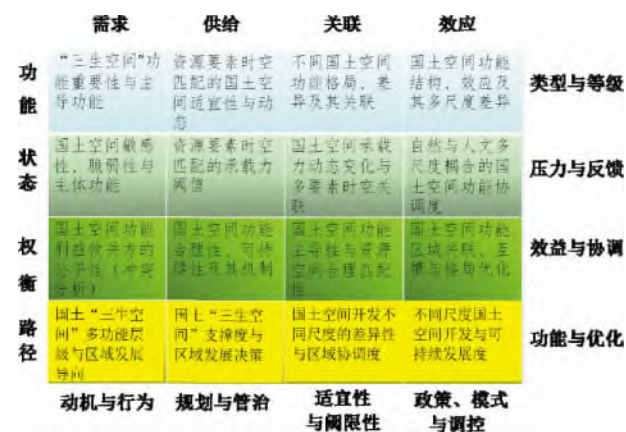 需求 供给 关联 效应
功能
“三生空间”功能重要性与主导功能
资源要素时空匹配的国土空间适宜性与动态
不同国土空间功能格局、差异及其关联
国土空间功能结构、效应及其多尺度差异
类型与等级
状态
国土空间敏感性、脆弱性与主体功能
资源要素时空匹配的承载力阈值
国土空间承载力动态变化与多要素时空关联
自然与人文多尺度耦合的国土空间功能协调度
压力与反馈
权衡
国土空间功能利益攸关方的公平性（冲突分析）
国土空间功能合理性、可持续性及其机制
国土空间功能主导性与资源空间合理匹配性
国土空间功能区域关联、互馈与格局优化
效益与协调
路径
国土“三生空间”多功能层级与区域发展导向
国土“三生空间”支撑度与区域发展决策
国土空间开发不同尺度的差异性与区域协调度
不同尺度国土空间开发与可持续发展度
功能与优化
动机与行为 规划与管治 适宜性与阈限性 政策、模式与调控